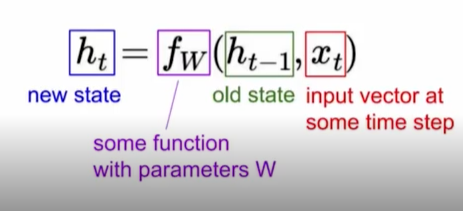 h_t = f_W(h_{t-1}, x_t)
new state
old state
input vector at
some time step
some function
with parameters W